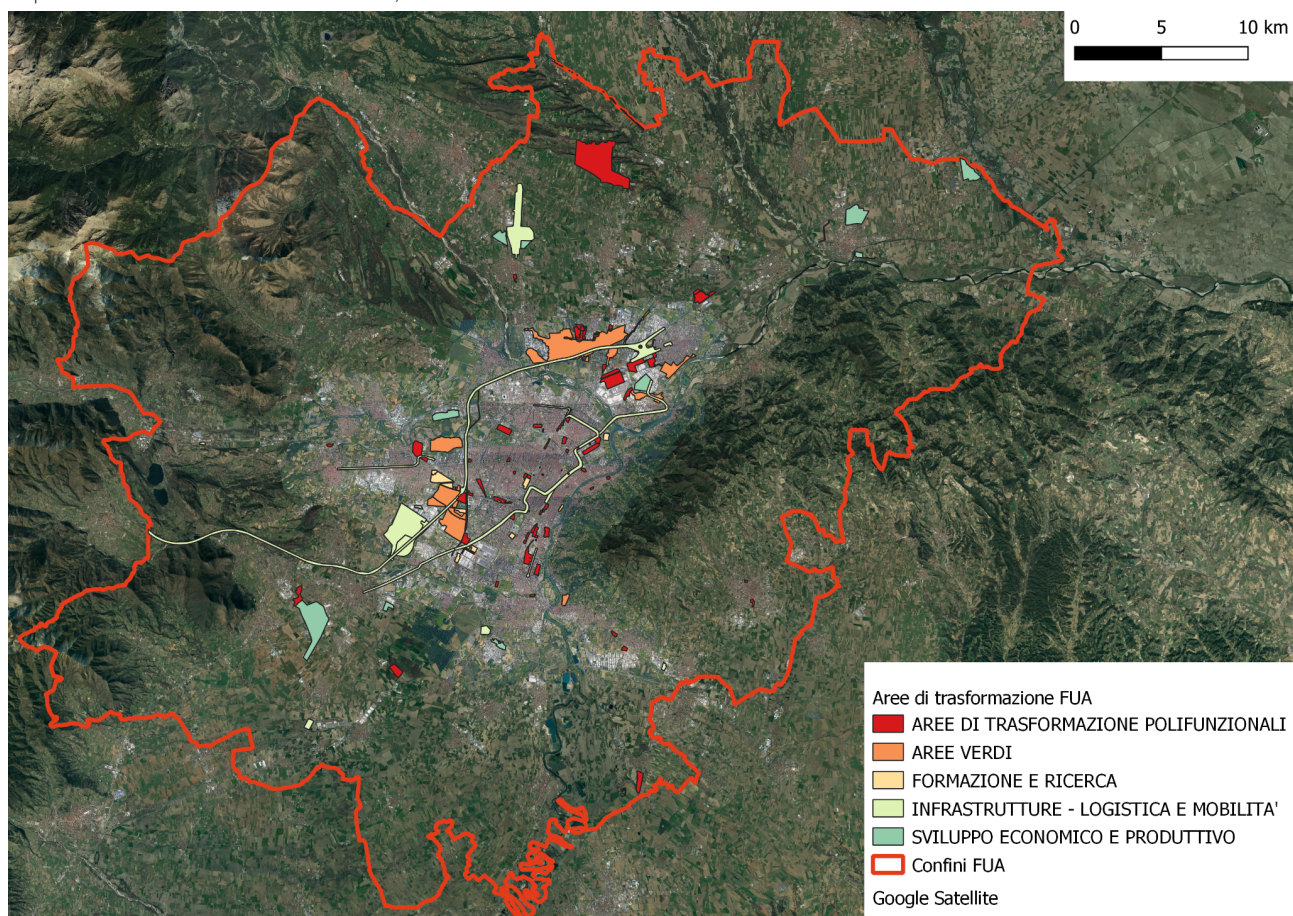 0 5 10 km
Aree di trasformazione FUA
AREE DI TRASFORMAZIONE POLIFUNZIONALI
AREE VERDI
FORMAZIONE E RICERCA
INFRASTRUTTURE - LOGISTICA E MOBILITA'
SVILUPPO ECONOMICO E PRODUTTIVO
Confini FUA
Google Satellite